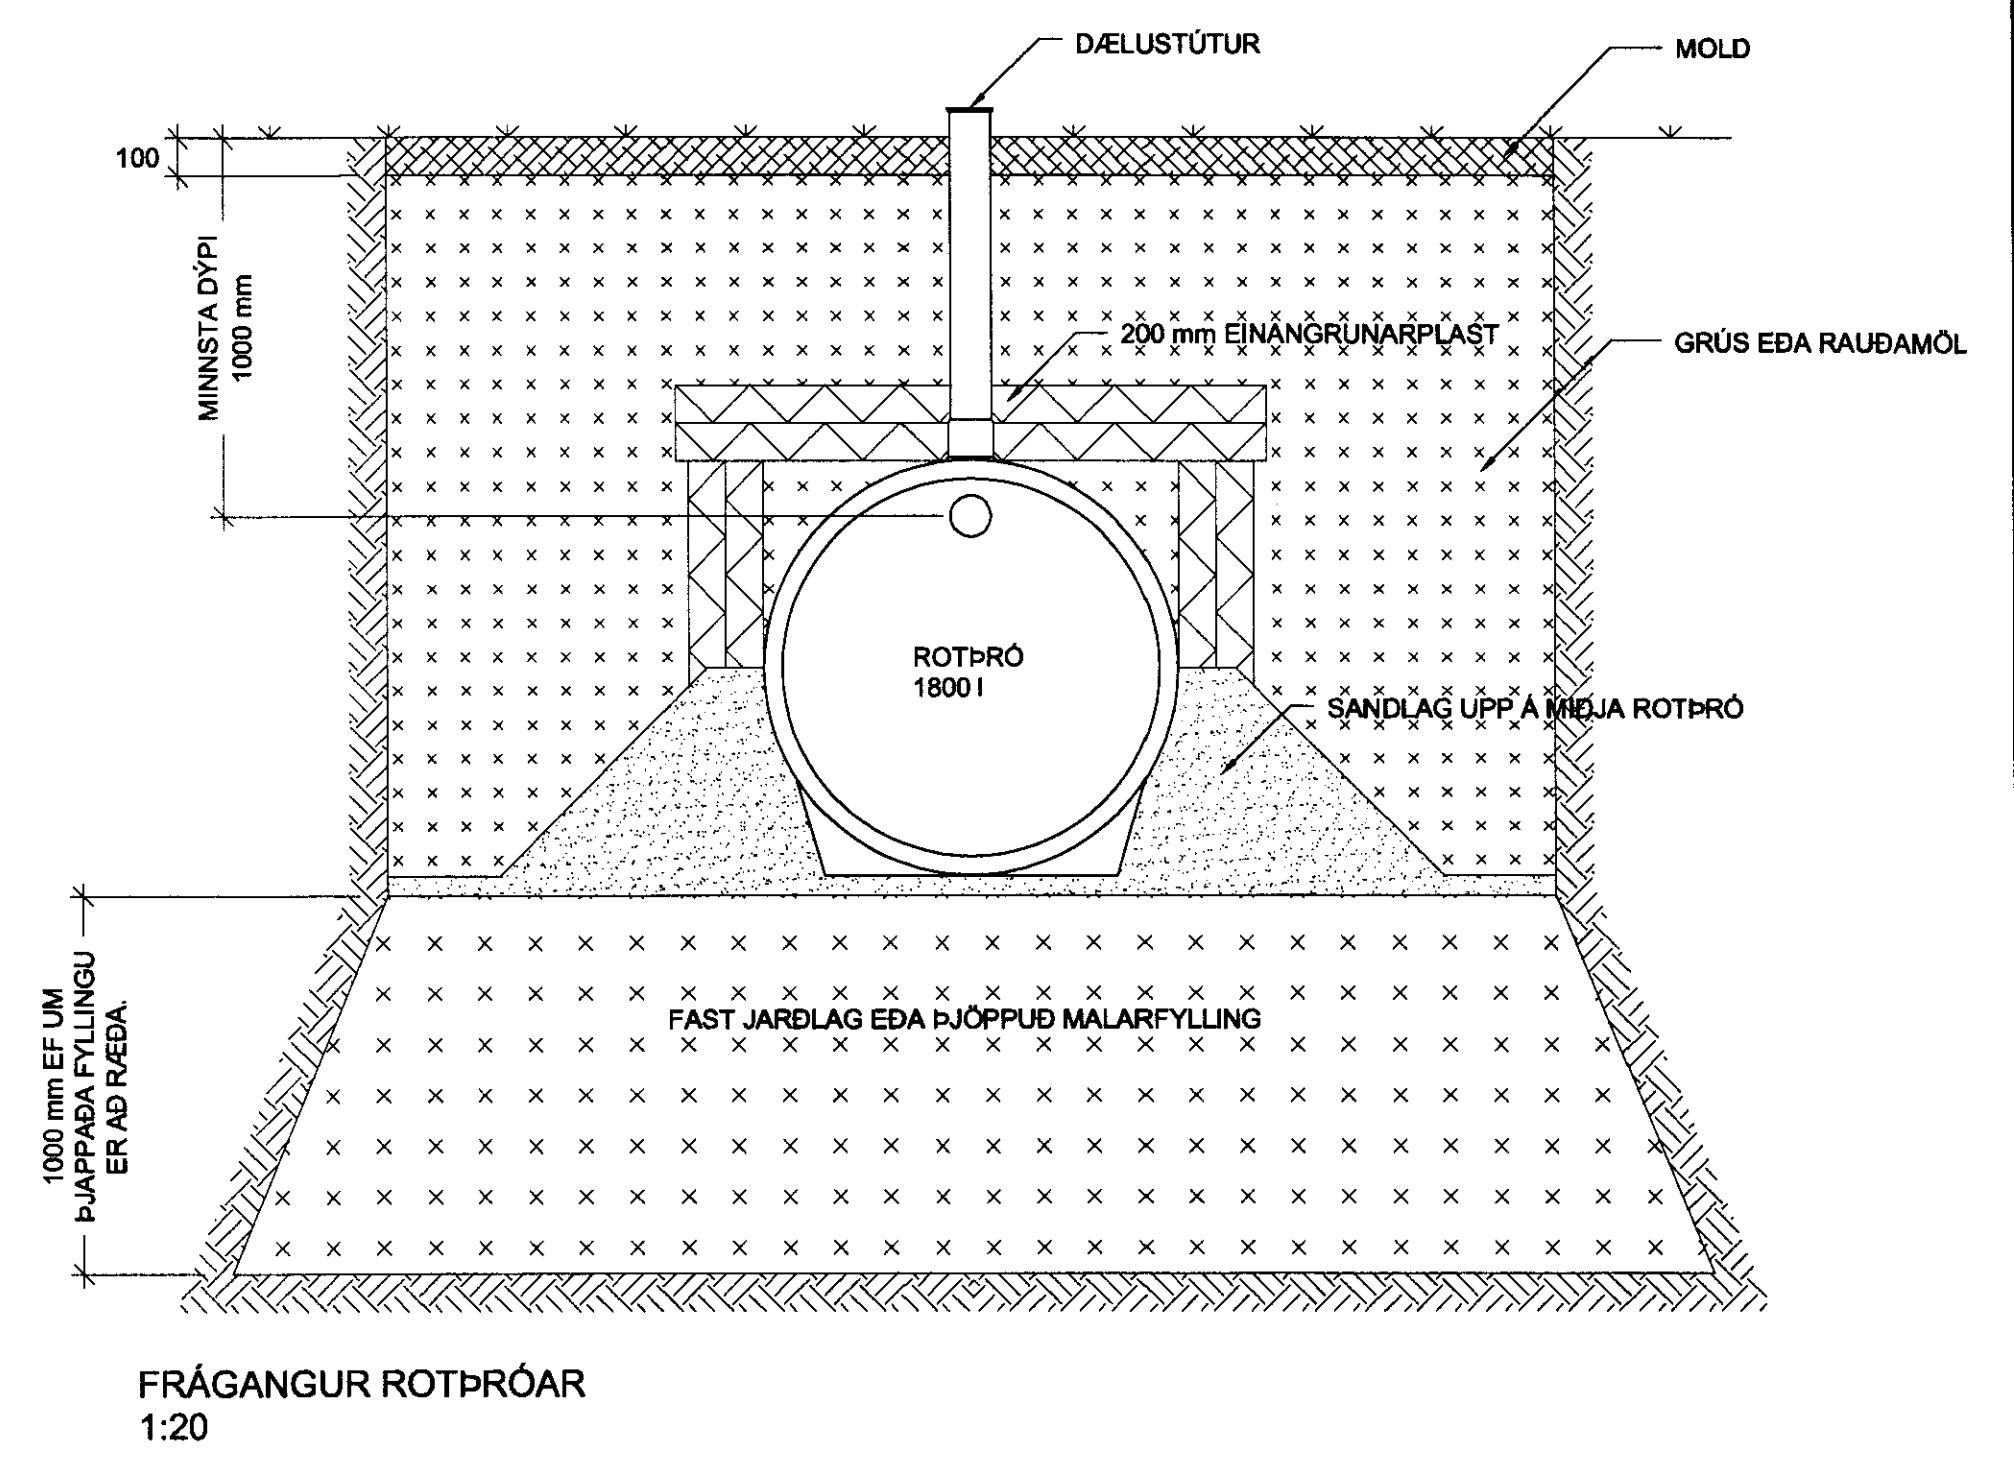 DÆLUSTÚTUR
MOLD
100
MINNSTA DÝPI
1000 mm
200 mm EINANGRUNARPLAST
GRÚS EÐA RAUÐAMÖL
ROTÞRÓ
1800 l
SANDLAG UPP Á MIÐJA ROTÞRÓ
1000 mm EF UM
ÞJAPPAÐA FYLLINGU
ER AÐ RÆÐA.
FAST JARÐLAG EÐA ÞJÖPPUÐ MALARFYLLING
FRÁGANGUR ROTÞRÓAR
1:20